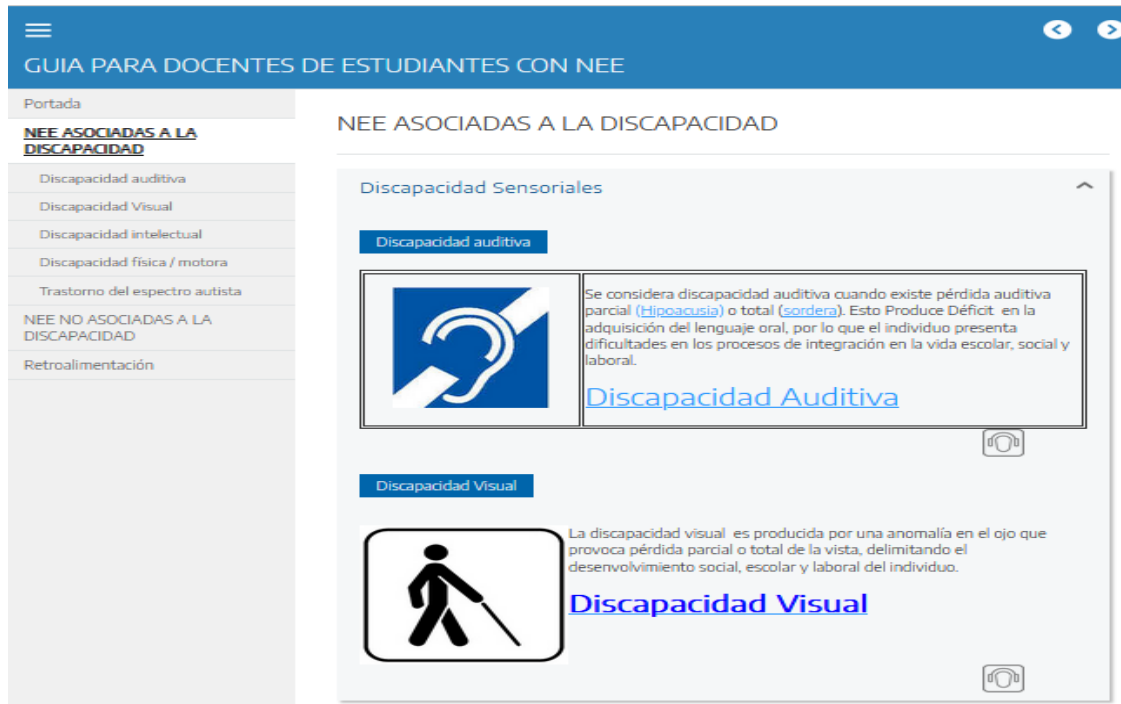 GUIA PARA DOCENTES DE ESTUDIANTES CON NEE
Portada
NEE ASOCIADAS A LA
DISCAPACIDAD
Discapacidad auditiva
Discapacidad Visual
Discapacidad intelectual
Discapacidad física / motora
Trastorno del espectro autista
NEE NO ASOCIADAS A LA
DISCAPACIDAD
Retroalimentación
NEE ASOCIADAS A LA DISCAPACIDAD
Discapacidad Sensoriales
Discapacidad auditiva
Se considera discapacidad auditiva cuando existe pérdida auditiva
parcial (Hipoacusia) o total (sordera). Esto Produce Déficit en la
adquisición del lenguaje oral, por lo que el individuo presenta
dificultades en los procesos de integración en la vida escolar, social y
laboral.
Discapacidad Auditiva
Discapacidad Visual
La discapacidad visual es producida por una anomalía en el ojo que
provoca pérdida parcial o total de la vista, delimitando el
desenvolvimiento social, escolar y laboral del individuo.
Discapacidad Visual